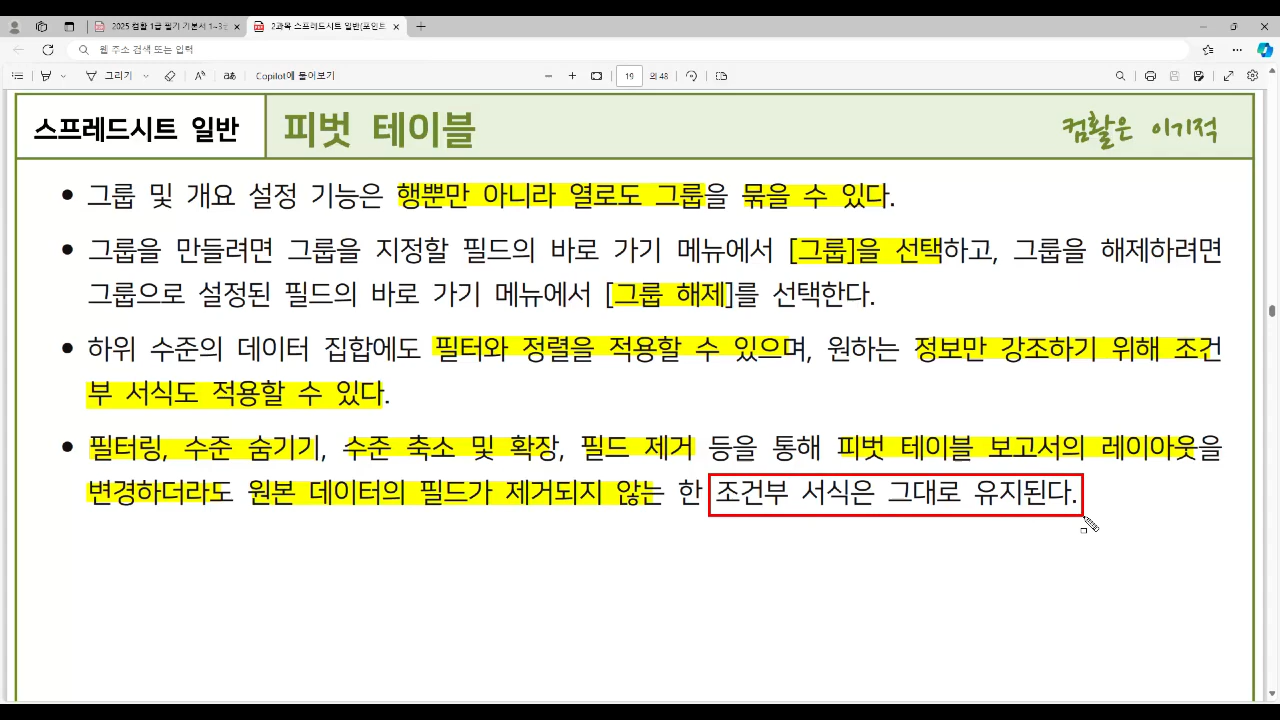 2025 컴활 1급 필기 기본서 1~3
2과목 스프레드시트 일반(포인트
웹 주소 검색 또는 입력
그리기
Copilot에 물어보기
19 의 48
스프레드시트 일반
피벗 테이블
컴활은 이기적
• 그룹 및 개요 설정 기능은 행뿐만 아니라 열로도 그룹을 묶을 수 있다.
• 그룹을 만들려면 그룹을 지정할 필드의 바로 가기 메뉴에서 [그룹]을 선택하고, 그룹을 해제하려면
그룹으로 설정된 필드의 바로 가기 메뉴에서 [그룹 해제]를 선택한다.
• 하위 수준의 데이터 집합에도 필터와 정렬을 적용할 수 있으며, 원하는 정보만 강조하기 위해 조건
부 서식도 적용할 수 있다.
• 필터링, 수준 숨기기, 수준 축소 및 확장, 필드 제거 등을 통해 피벗 테이블 보고서의 레이아웃을
변경하더라도 원본 데이터의 필드가 제거되지 않는 한 조건부 서식은 그대로 유지된다.